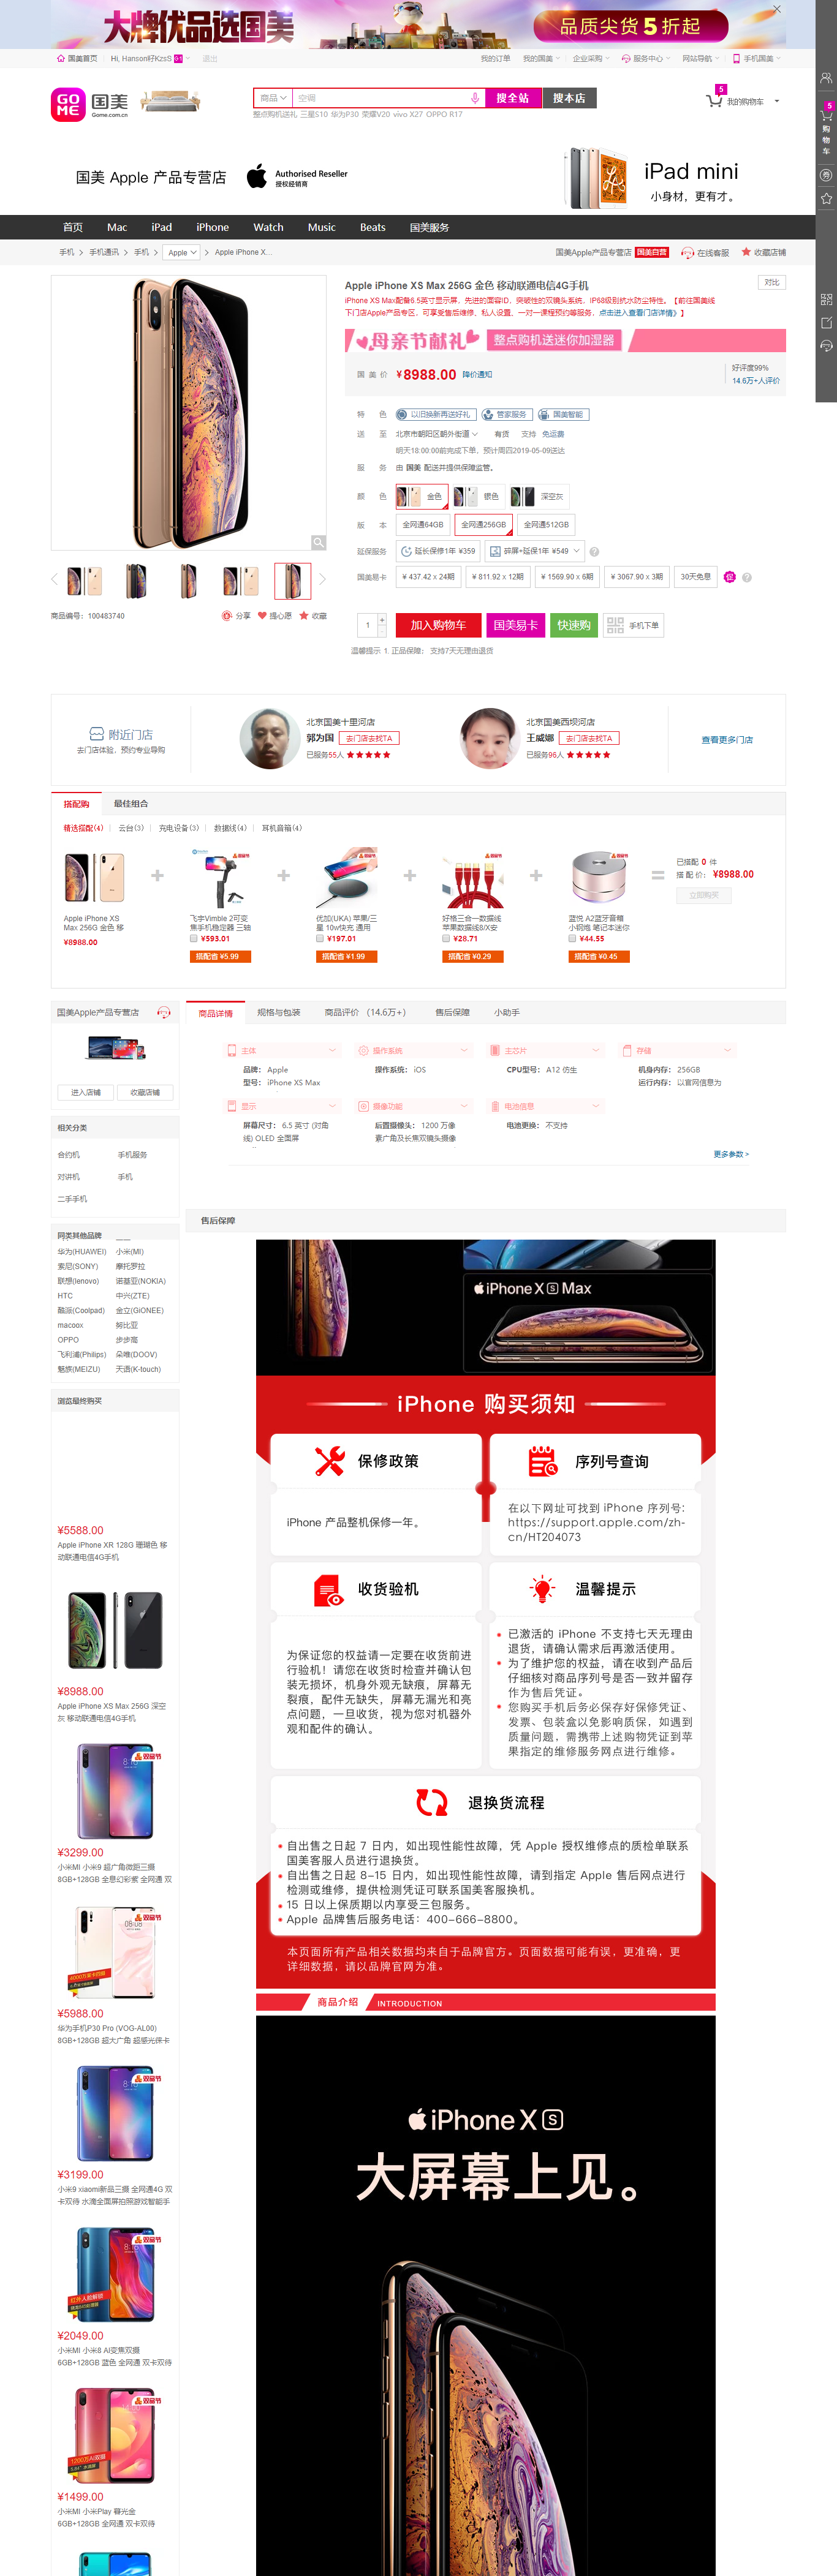 大牌优品选国美
品质尖货5折起
国美首页
退出
我的订单 我的国美 企业采购 服务中心 网站导航 手机国美
GOME 国美
Gome.com.cn
商品 空调 搜全站 搜本店
5 我的购物车
整点购机送礼 三星S10 华为P30 荣耀V20 vivo X27 OPPO R17
5
购物车
国美 Apple 产品专营店
Authorised Reseller
授权经销商
iPad mini
小身材，更有才。
首页 Mac iPad iPhone Watch Music Beats 国美服务
手机 手机通讯 手机 Apple Apple iPhone X...
国美Apple产品专营店 国美自营 在线客服 收藏店铺
Apple iPhone XS Max 256G 金色 移动联通电信4G手机
对比
iPhone XS Max配备6.5英寸显示屏，先进的面容ID，突破性的双镜头系统，IP68级别抗水防尘特性。【前往国美线
下门店Apple产品专区，可享受售后维修、私人设置、一对一课程预约等服务，点击进入查看门店详情》】
母亲节献礼 整点购机送迷你加湿器
国美价 ¥8988.00 降价通知
好评度99%
14.6万+人评价
特色 以旧换新再送好礼 管家服务 国美智能
送至 北京市朝阳区朝外街道 有货 支持 免运费
明天18:00:00前完成下单，预计周四2019-05-09送达
服务 由 国美 配送并提供保障监管。
颜色 金色 银色 深空灰
版本 全网通64GB 全网通256GB 全网通512GB
延保服务 延长保修1年 ¥359 碎屏+延保1年 ¥549
国美易卡 ¥ 437.42 x 24期 ¥ 811.92 x 12期 ¥ 1569.90 x 6期 ¥ 3067.90 x 3期 30天免息
商品编号：100483740 分享 提心愿 收藏
1 加入购物车 国美易卡 快速购 手机下单
温馨提示 1. 正品保障； 支持7天无理由退货
附近门店
去门店体验，预约专业导购
北京国美十里河店
郭为国 去门店去找TA
已服务55人
北京国美西坝河店
王威娜 去门店去找TA
已服务96人
查看更多门店
搭配购 最佳组合
精选搭配(4) 云台(3) 充电设备(3) 数据线(4) 耳机音箱(4)
Apple iPhone XS
Max 256G 金色 移
¥8988.00
飞宇Vimble 2可变
焦手机稳定器 三轴
¥593.01
搭配省 ¥5.99
优加(UKA) 苹果/三
星 10w快充 通用
¥197.01
搭配省 ¥1.99
好格三合一数据线
苹果数据线8/X安
¥28.71
搭配省 ¥0.29
蓝悦 A2蓝牙音箱
小钢炮 笔记本迷你
¥44.55
搭配省 ¥0.45
已搭配 0 件
搭配价： ¥8988.00
立即购买
国美Apple产品专营店
进入店铺 收藏店铺
相关分类
合约机 手机服务
对讲机 手机
二手手机
同类其他品牌
华为(HUAWEI) 小米(MI)
索尼(SONY) 摩托罗拉
联想(lenovo) 诺基亚(NOKIA)
HTC 中兴(ZTE)
酷派(Coolpad) 金立(GiONEE)
macoox 努比亚
OPPO 步步高
飞利浦(Philips) 朵唯(DOOV)
魅族(MEIZU) 天语(K-touch)
浏览最终购买
¥5588.00
Apple iPhone XR 128G 珊瑚色 移
动联通电信4G手机
¥8988.00
Apple iPhone XS Max 256G 深空
灰 移动联通电信4G手机
¥3299.00
小米MI 小米9 超广角微距三摄
8GB+128GB 全息幻彩紫 全网通 双
¥5988.00
华为手机P30 Pro (VOG-AL00)
8GB+128GB 超大广角 超感光徕卡
¥3199.00
小米9 xiaomi新品三摄 全网通4G 双
卡双待 水滴全面屏拍照游戏智能手
¥2049.00
小米MI 小米8 AI变焦双摄
6GB+128GB 蓝色 全网通 双卡双待
¥1499.00
小米MI 小米Play 暮光金
6GB+128GB 全网通 双卡双待
商品详情 规格与包装 商品评价 （14.6万+） 售后保障 小助手
主体 操作系统 主芯片 存储
品牌： Apple
型号： iPhone XS Max
操作系统： iOS
CPU型号： A12 仿生
机身内存： 256GB
运行内存： 以官网信息为
显示 摄像功能 电池信息
屏幕尺寸： 6.5 英寸 (对角
线) OLED 全面屏
后置摄像头： 1200 万像
素广角及长焦双镜头摄像
电池更换： 不支持
更多参数 >
售后保障
iPhone XS Max
iPhone 购买须知
保修政策
iPhone 产品整机保修一年。
序列号查询
在以下网址可找到 iPhone 序列号:
https://support.apple.com/zh-
cn/HT204073
收货验机
为保证您的权益请一定要在收货前进
行验机！请您在收货时检查并确认包
装无损坏，机身外观无缺痕，屏幕无
裂痕，配件无缺失，屏幕无漏光和亮
点问题，一旦收货，视为您对机器外
观和配件的确认。
温馨提示
已激活的 iPhone 不支持七天无理由
退货，请确认需求后再激活使用。
为了维护您的权益，请在收到产品后
仔细核对商品序列号是否一致并留存
作为售后凭证。
您购买手机后务必保存好保修凭证、
发票、包装盒以免影响质保，如遇到
质量问题，需携带上述购物凭证到苹
果指定的维修服务网点进行维修。
退换货流程
自出售之日起 7 日内，如出现性能性故障，凭 Apple 授权维修点的质检单联系
国美客服人员进行退换货。
自出售之日起 8-15 日内，如出现性能性故障，请到指定 Apple 售后网点进行
检测或维修，提供检测凭证可联系国美客服换机。
15 日以上保质期以内享受三包服务。
Apple 品牌售后服务电话：400-666-8800。
本页面所有产品相关数据均来自于品牌官方。页面数据可能有误，更准确，更
详细数据，请以品牌官网为准。
商品介绍 INTRODUCTION
iPhone XS
大屏幕上见。